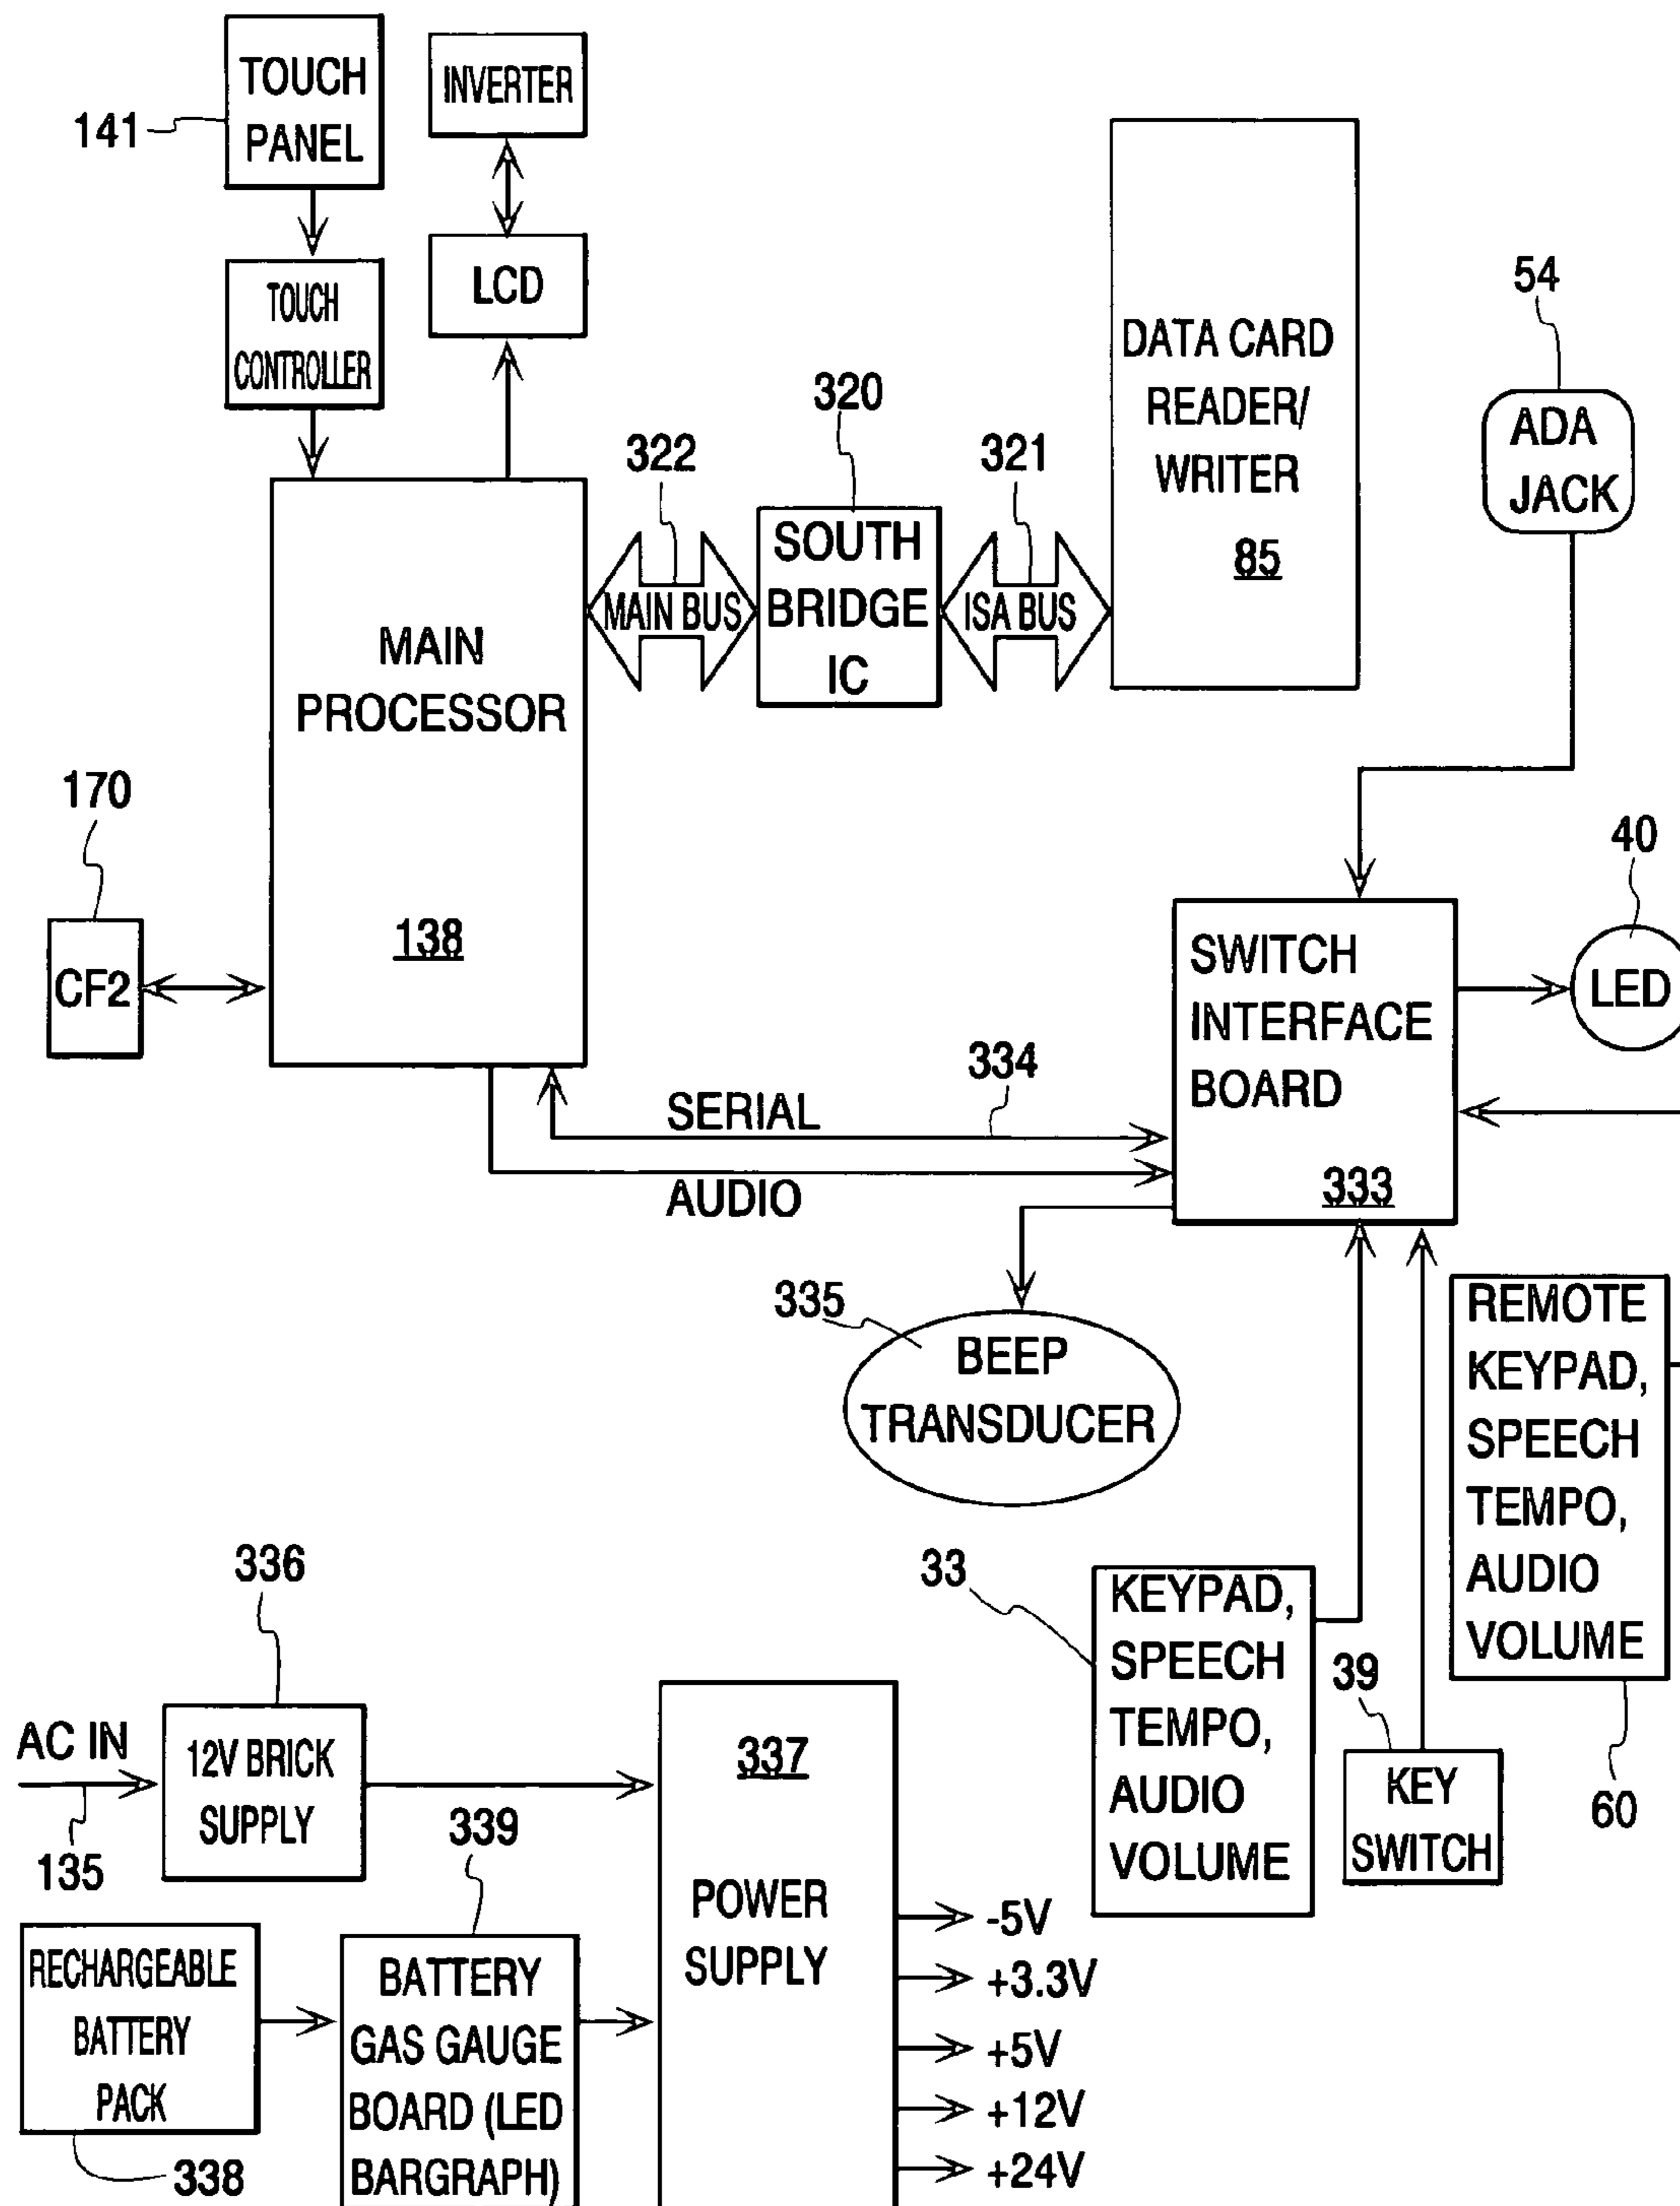 TOUCH
PANEL
141
INVERTER
TOUCH
CONTROLLER
LCD
DATA CARD
READER/
WRITER
85
54
ADA
JACK
322
320
321
MAIN BUS
SOUTH
BRIDGE
IC
ISA BUS
MAIN
PROCESSOR
138
170
CF2
40
LED
SWITCH
INTERFACE
BOARD
333
SERIAL
334
AUDIO
335
BEEP
TRANSDUCER
REMOTE
KEYPAD,
SPEECH
TEMPO,
AUDIO
VOLUME
60
33
KEYPAD,
SPEECH
TEMPO,
AUDIO
VOLUME
39
KEY
SWITCH
336
AC IN
135
12V BRICK
SUPPLY
337
POWER
SUPPLY
339
RECHARGEABLE
BATTERY
PACK
338
BATTERY
GAS GAUGE
BOARD (LED
BARGRAPH)
-5V
+3.3V
+5V
+12V
+24V